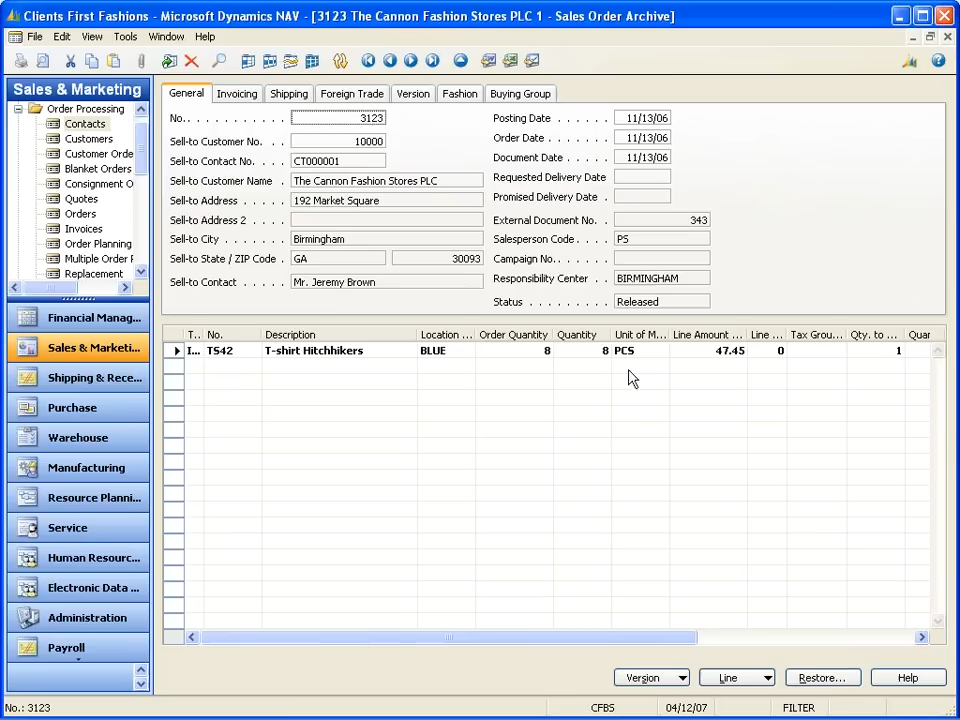 Clients First Fashions - Microsoft Dynamics NAV - [3123 The Cannon Fashion Stores PLC 1 - Sales Order Archive]
File Edit View Tools Window Help
Sales & Marketing
Order Processing
Contacts
Customers
Customer Orde
Blanket Orders
Consignment O
Quotes
Orders
Invoices
Order Planning
Multiple Order F
Replacement
Financial Manag...
Sales & Marketi...
Shipping & Rece...
Purchase
Warehouse
Manufacturing
Resource Planni...
Service
Human Resourc...
Electronic Data ...
Administration
Payroll
General Invoicing Shipping Foreign Trade Version Fashion Buying Group
No.. . . . . . . . . . . . 3123
Sell-to Customer No. . . . 10000
Sell-to Contact No. . . . . CT000001
Sell-to Customer Name . The Cannon Fashion Stores PLC
Sell-to Address . . . . . . 192 Market Square
Sell-to Address 2 . . . . .
Sell-to City . . . . . . . . Birmingham
Sell-to State / ZIP Code . GA 30093
Sell-to Contact . . . . . . Mr. Jeremy Brown
Posting Date . . . . . . 11/13/06
Order Date . . . . . . . 11/13/06
Document Date . . . . . 11/13/06
Requested Delivery Date
Promised Delivery Date .
External Document No. . 343
Salesperson Code . . . . PS
Campaign No.. . . . . .
Responsibility Center . . BIRMINGHAM
Status . . . . . . . . . Released
T... No. Description Location ... Order Quantity Quantity Unit of M... Line Amount ... Line ... Tax Grou... Qty. to ... Quar
I... TS42 T-shirt Hitchhikers BLUE 8 8 PCS 47.45 0 1
Version Line Restore... Help
No.: 3123 CFBS 04/12/07 FILTER